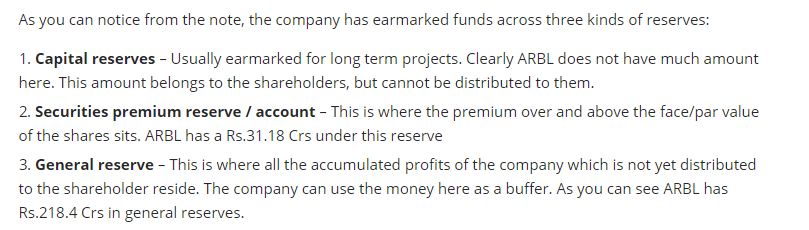 As you can notice from the note, the company has earmarked funds across three kinds of reserves:
1. Capital reserves – Usually earmarked for long term projects. Clearly ARBL does not have much amount
here. This amount belongs to the shareholders, but cannot be distributed to them.
2. Securities premium reserve / account – This is where the premium over and above the face/par value
of the shares sits. ARBL has a Rs.31.18 Crs under this reserve
3. General reserve – This is where all the accumulated profits of the company which is not yet distributed
to the shareholder reside. The company can use the money here as a buffer. As you can see ARBL has
Rs.218.4 Crs in general reserves.